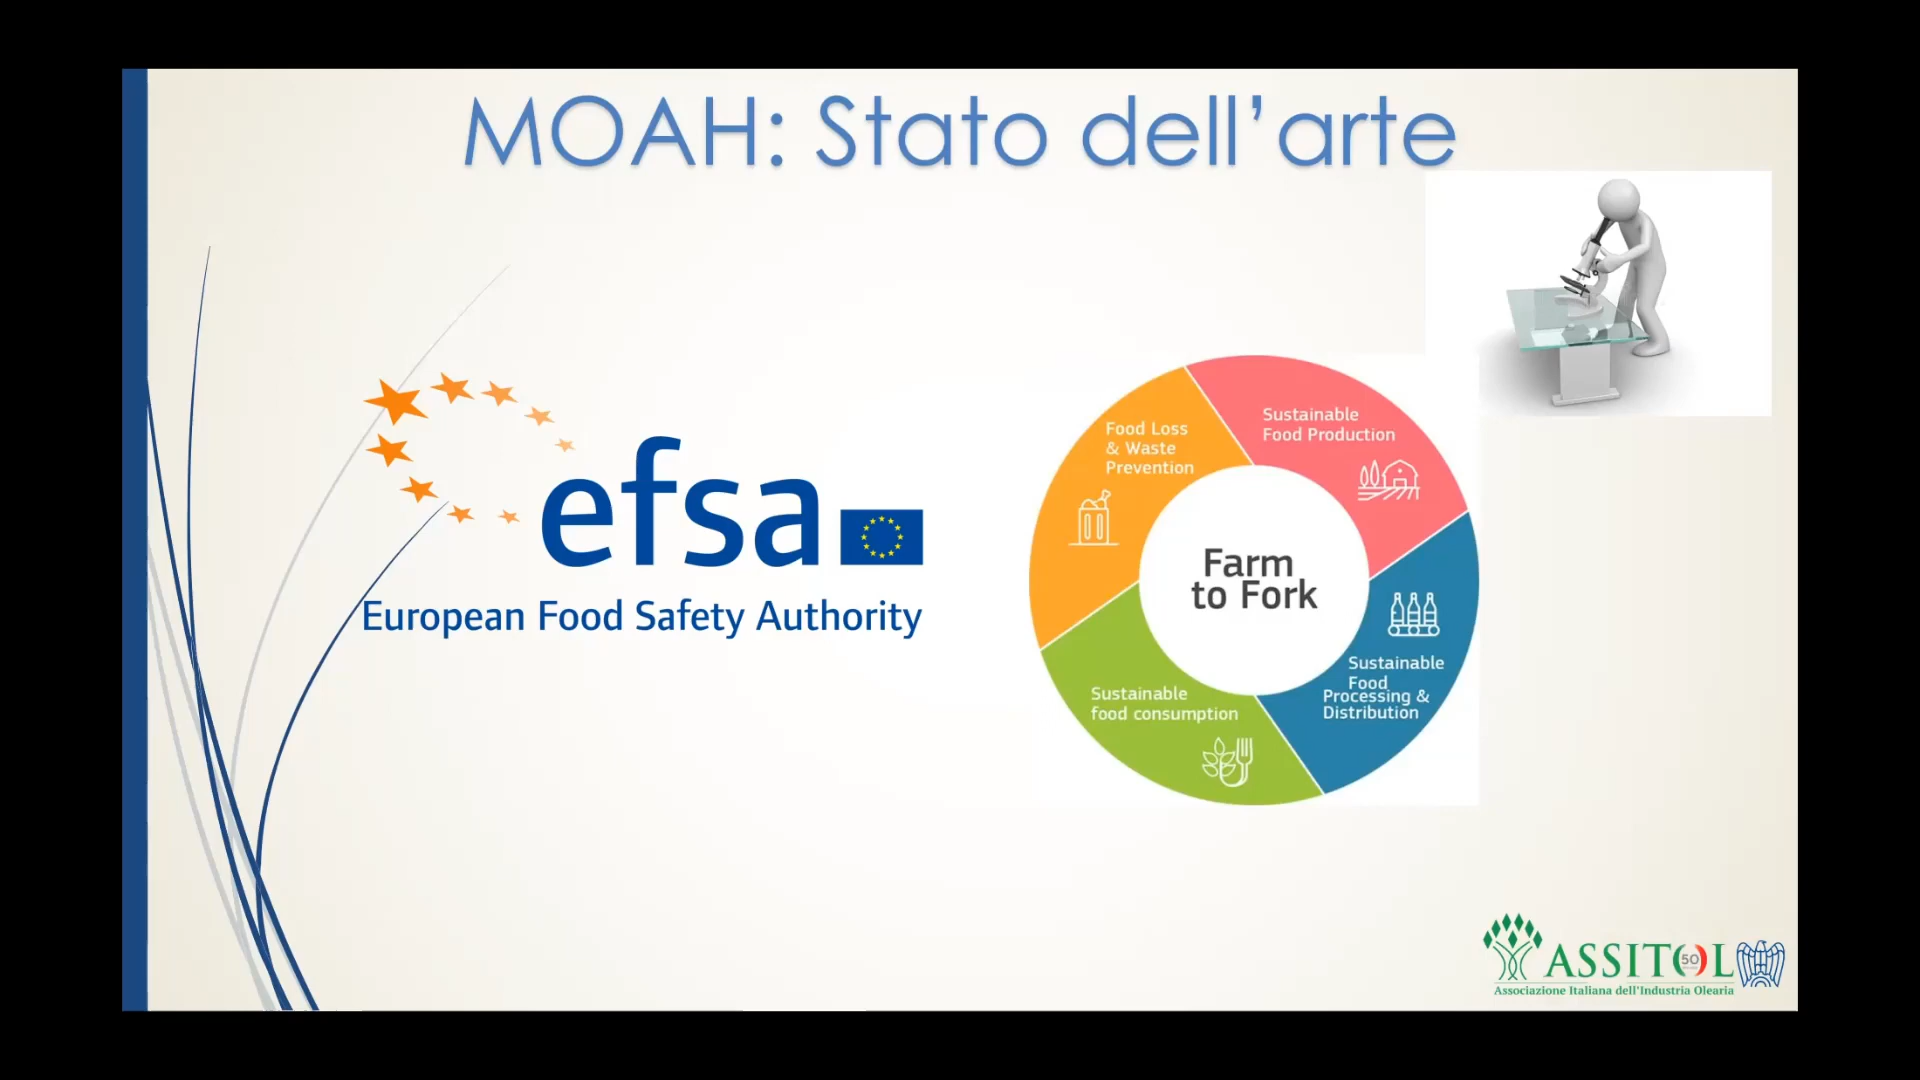 MOAH: Stato dell’arte
efsa
European Food Safety Authority
Food Loss
& Waste
Prevention
Sustainable
Food Production
Farm
to Fork
Sustainable
Food
Processing &
Distribution
Sustainable
food consumption
ASSITOL
50
Associazione Italiana dell'Industria Olearia